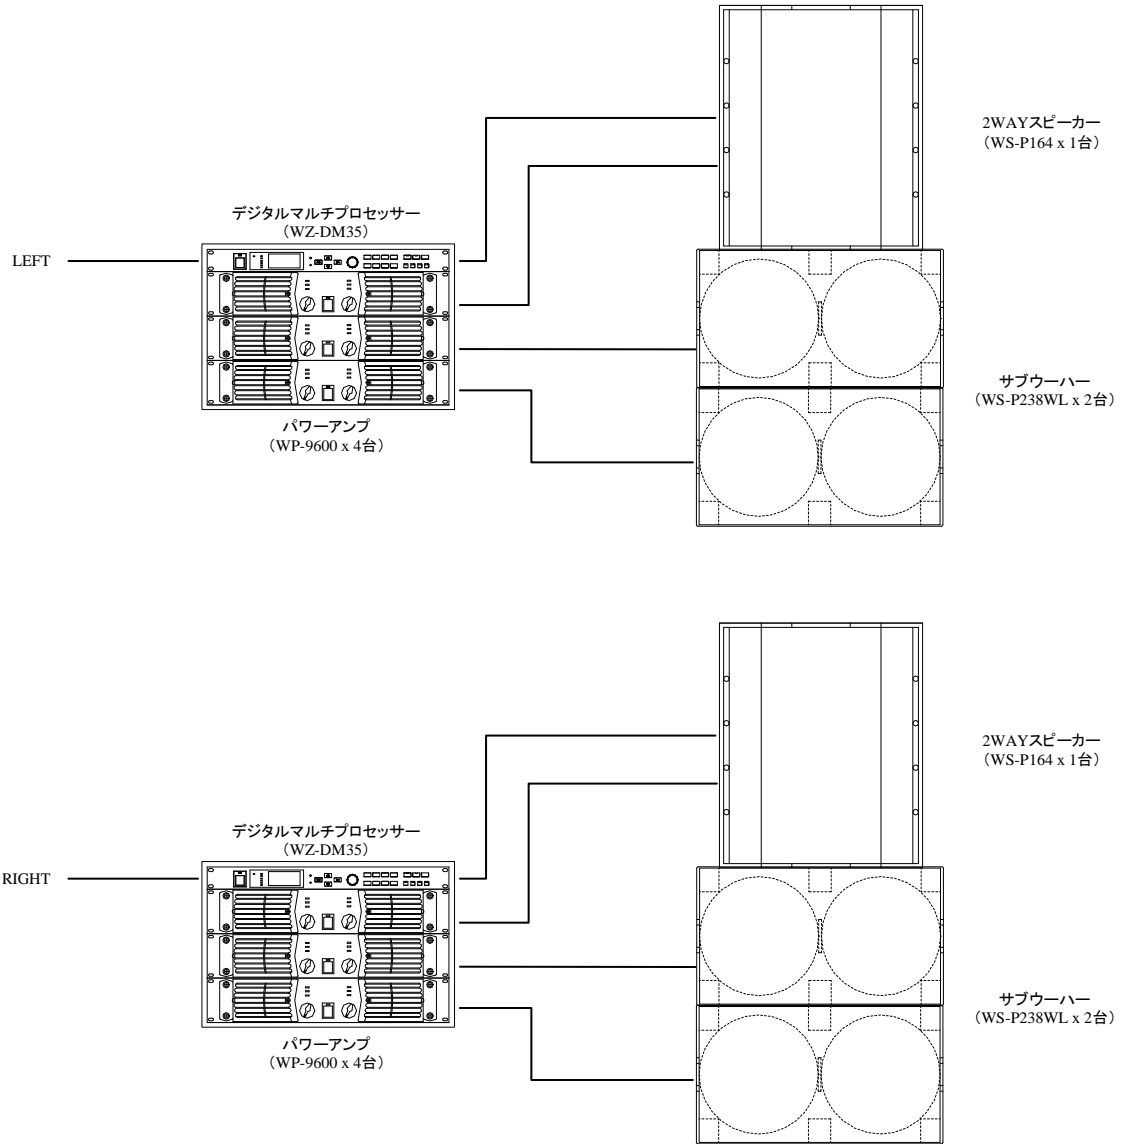 2WAYスピーカー
（WS-P164 x 1台）
デジタルマルチプロセッサー
（WZ-DM35）
LEFT
サブウーハー
（WS-P238WL x 2台）
パワーアンプ
（WP-9600 x 4台）
2WAYスピーカー
（WS-P164 x 1台）
デジタルマルチプロセッサー
（WZ-DM35）
RIGHT
サブウーハー
（WS-P238WL x 2台）
パワーアンプ
（WP-9600 x 4台）